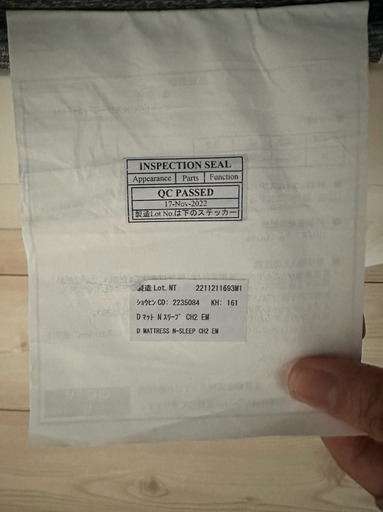 INSPECTION SEAL
Appearance Parts Function
QC PASSED
17-Nov-2022
製造Lot No.は下のステッカー
製造 Lot. NT 2211211693M1
ショウヒン CD: 2235084 KH: 161
D マット N スリープ CH2 EM
D MATTRESS N-SLEEP CH2 EM